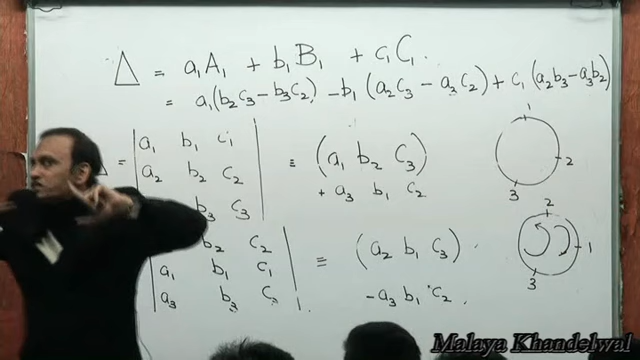 Δ = a₁A₁ + b₁B₁ + c₁C₁.
= a₁(b₂c₃ - b₃c₂) - b₁(a₂c₃ - a₃c₂) + c₁(a₂b₃ - a₃b₂)
= | a₁ b₁ c₁ | ≡ (a₁ b₂ c₃)
a₂ b₂ c₂ + a₃ b₁ c₂
b₃ c₃
b₂ c₂ | ≡ (a₂ b₁ c₃)
a₁ b₁ c₁
a₃ b₃ c₃ - a₃ b₁ c₂.
1
2
3
2
1
3
Malaya Khandelwal